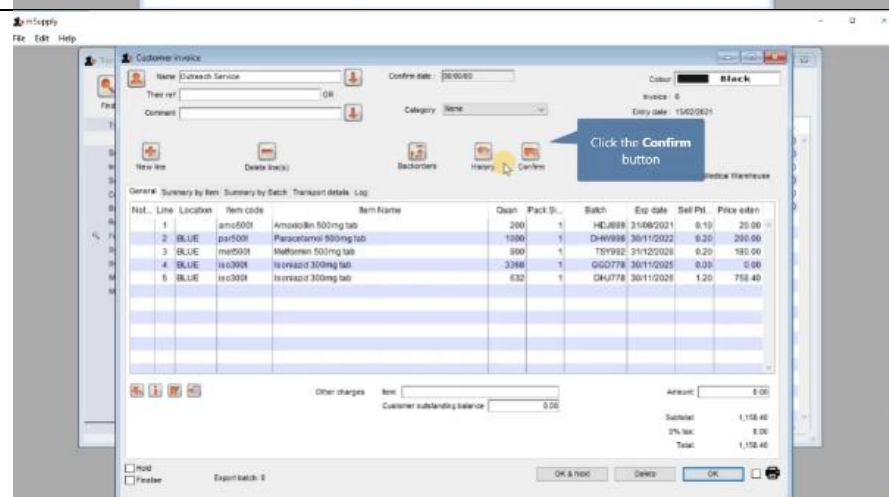 mSupply
File Edit Help
Customer invoice
Name Outreach Service
Confirm date : 00/00/00
Colour Black
Their ref
OR
Invoice : 0
Comment
Category None
Entry date : 15/02/2021
Click the Confirm button
New line Delete line(s) Backorders History Confirm
Medical Warehouse
General Summary by Item Summary by Batch Transport details Log
Not... Line Location Item code Item Name Quan Pack Si... Batch Exp date Sell Pri... Price exten
1 amo500t Amoxicillin 500mg tab 200 1 HEJ889 31/08/2021 0.10 20.00
2 BLUE par500t Paracetamol 500mg tab 1000 1 30/11/2022 0.20 200.00
3 BLUE met500t Metformin 500mg tab 900 1 TSY992 31/12/2028 0.20 180.00
4 BLUE iso300t Isoniazid 300mg tab 3368 1 GGD778 30/11/2025 0.00 0.00
5 BLUE iso300t Isoniazid 300mg tab 632 1 DHJ778 30/11/2026 1.20 758.40
Other charges Item: Amount: 0.00
Customer outstanding balance 0.00
Subtotal: 1,158.40
0% tax: 0.00
Total: 1,158.40
Hold
Finalise
Export batch: 0
OK & Next Delete OK